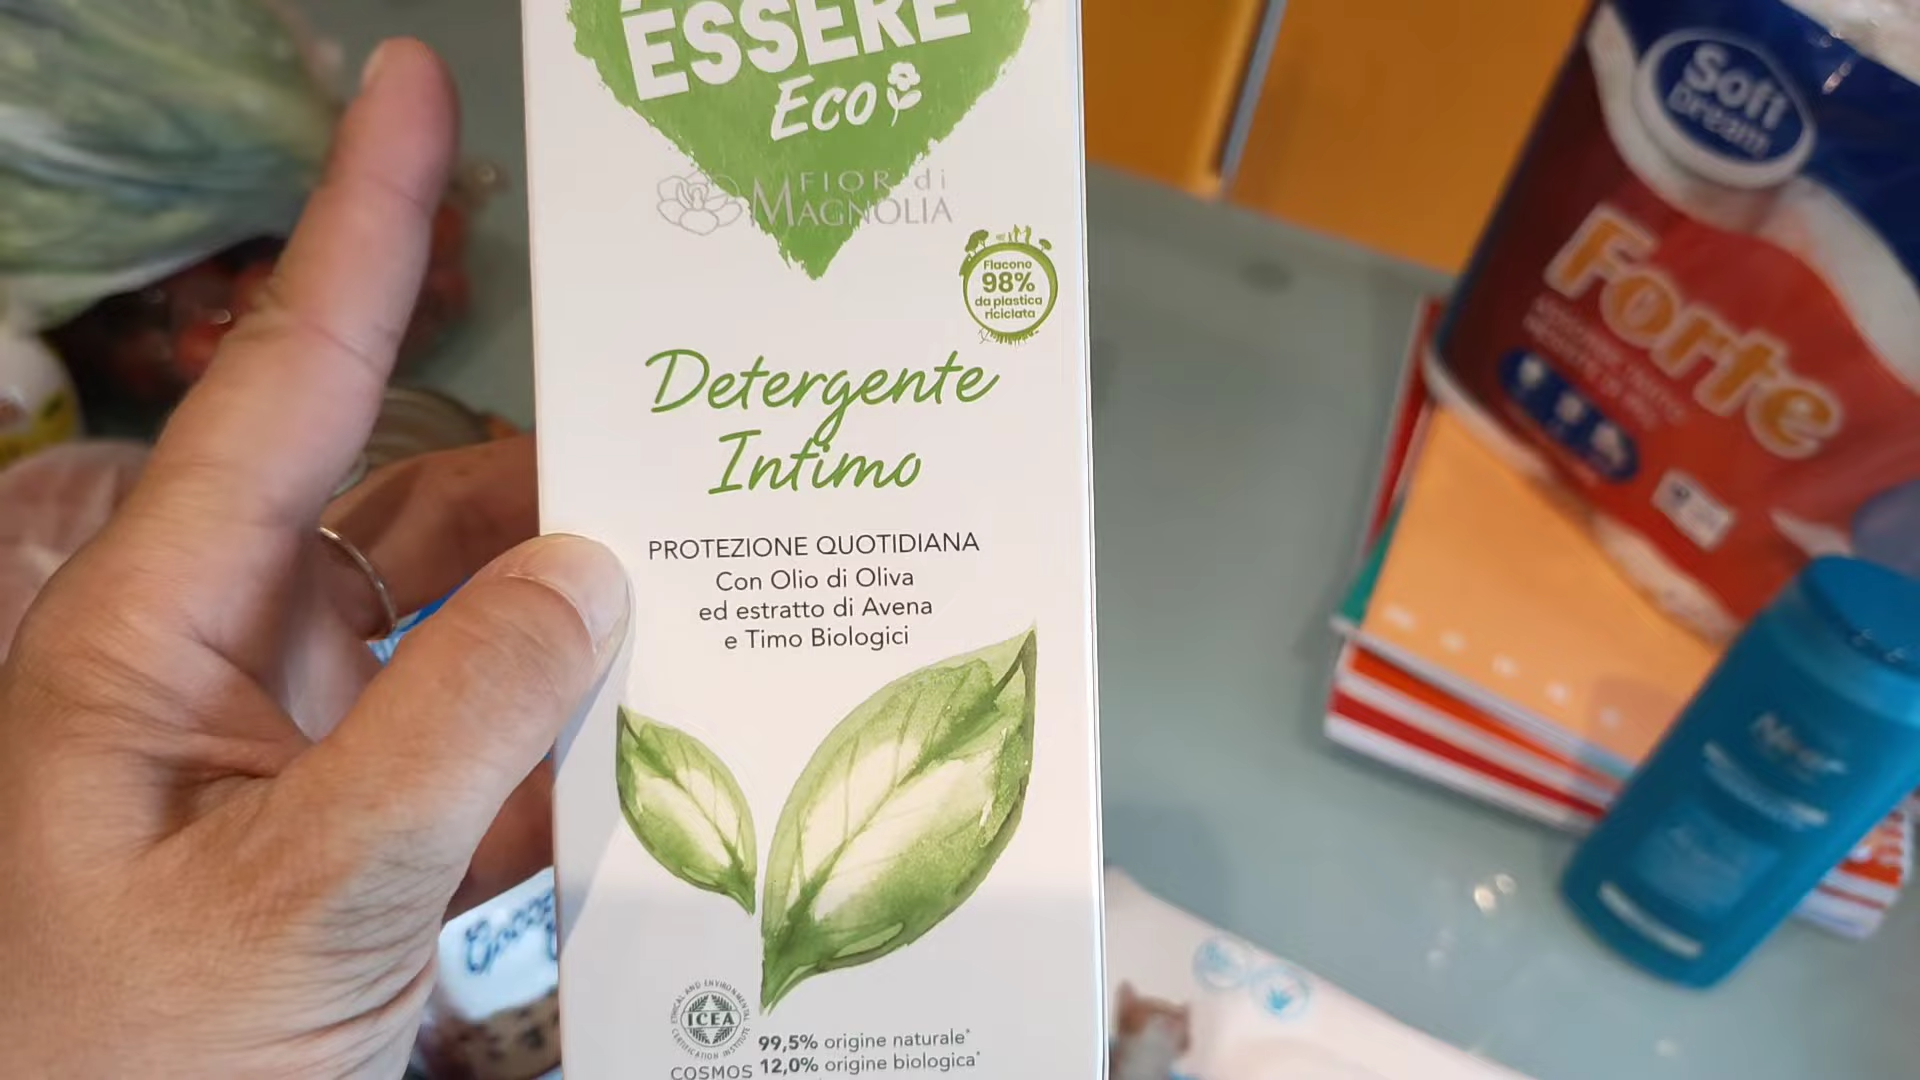 ESSERE
Eco
FIOR di
MAGNOLIA
Flacone
98%
da plastica
riciclata
Detergente
Intimo
PROTEZIONE QUOTIDIANA
Con Olio di Oliva
ed estratto di Avena
e Timo Biologici
ETHICAL AND ENVIRONMENTAL
ICEA
CERTIFICATION INSTITUTE
COSMOS
99,5% origine naturale*
12,0% origine biologica*
Soft
Dream
Forte